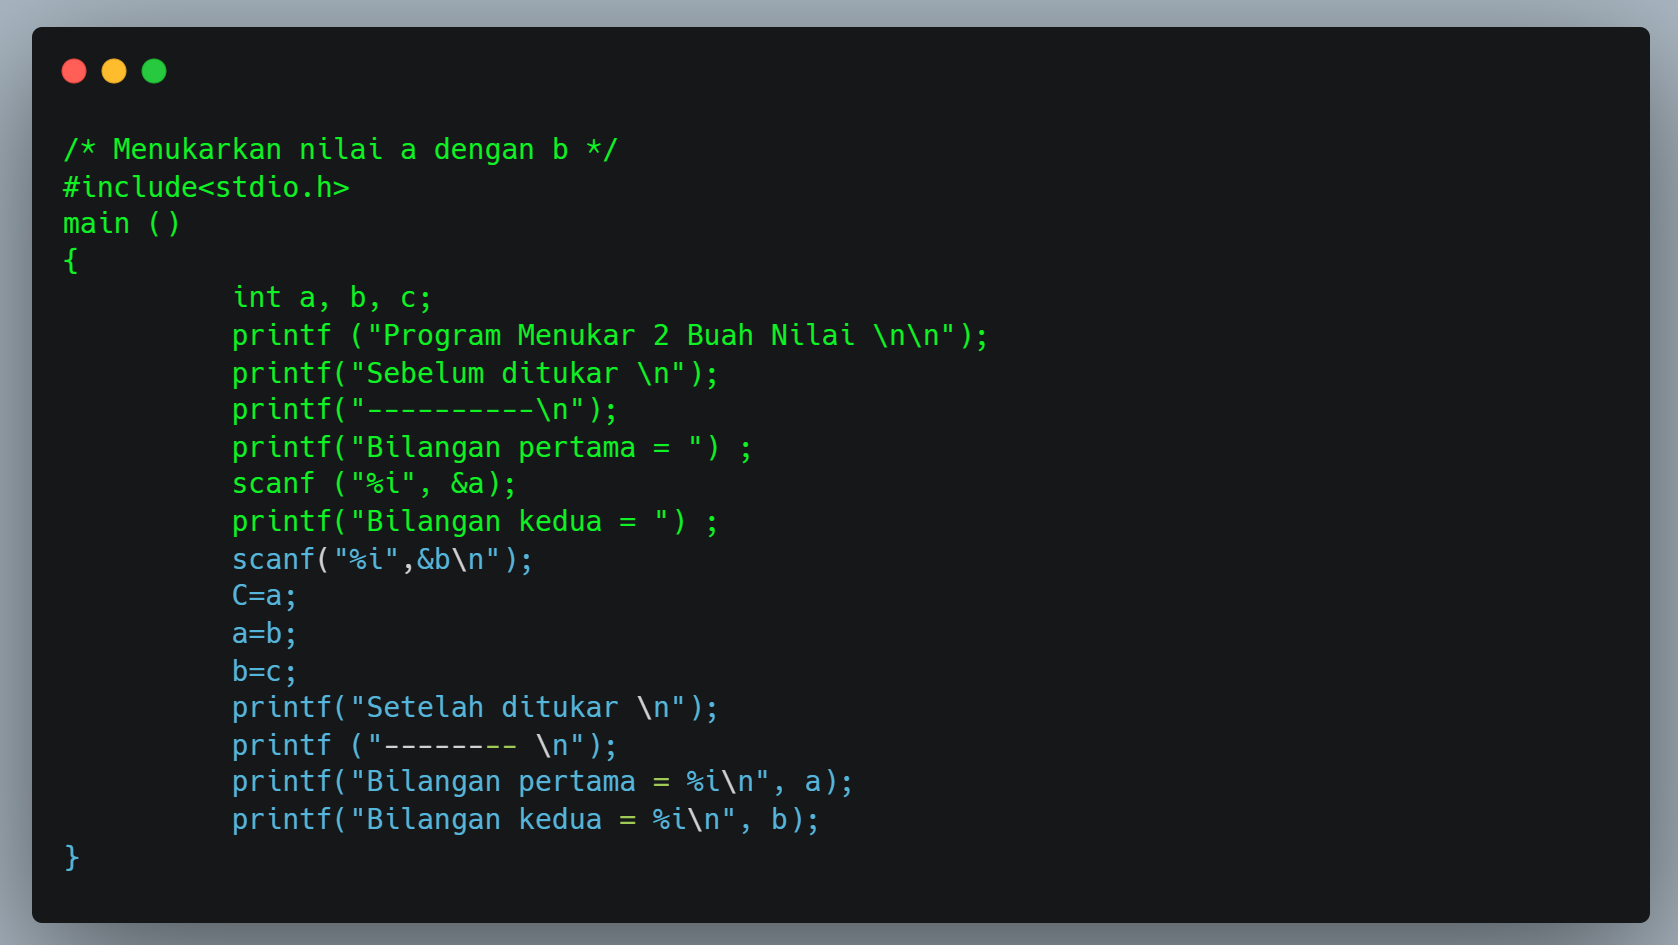 /* Menukarkan nilai a dengan b */
#include<stdio.h>
main ()
{
          int a, b, c;
          printf ("Program Menukar 2 Buah Nilai \n\n");
          printf("Sebelum ditukar \n");
          printf("----------\n");
          printf("Bilangan pertama = ") ;
          scanf ("%i", &a);
          printf("Bilangan kedua = ") ;
          scanf("%i",&b\n");
          C=a;
          a=b;
          b=c;
          printf("Setelah ditukar \n");
          printf ("-------- \n");
          printf("Bilangan pertama = %i\n", a);
          printf("Bilangan kedua = %i\n", b);
}